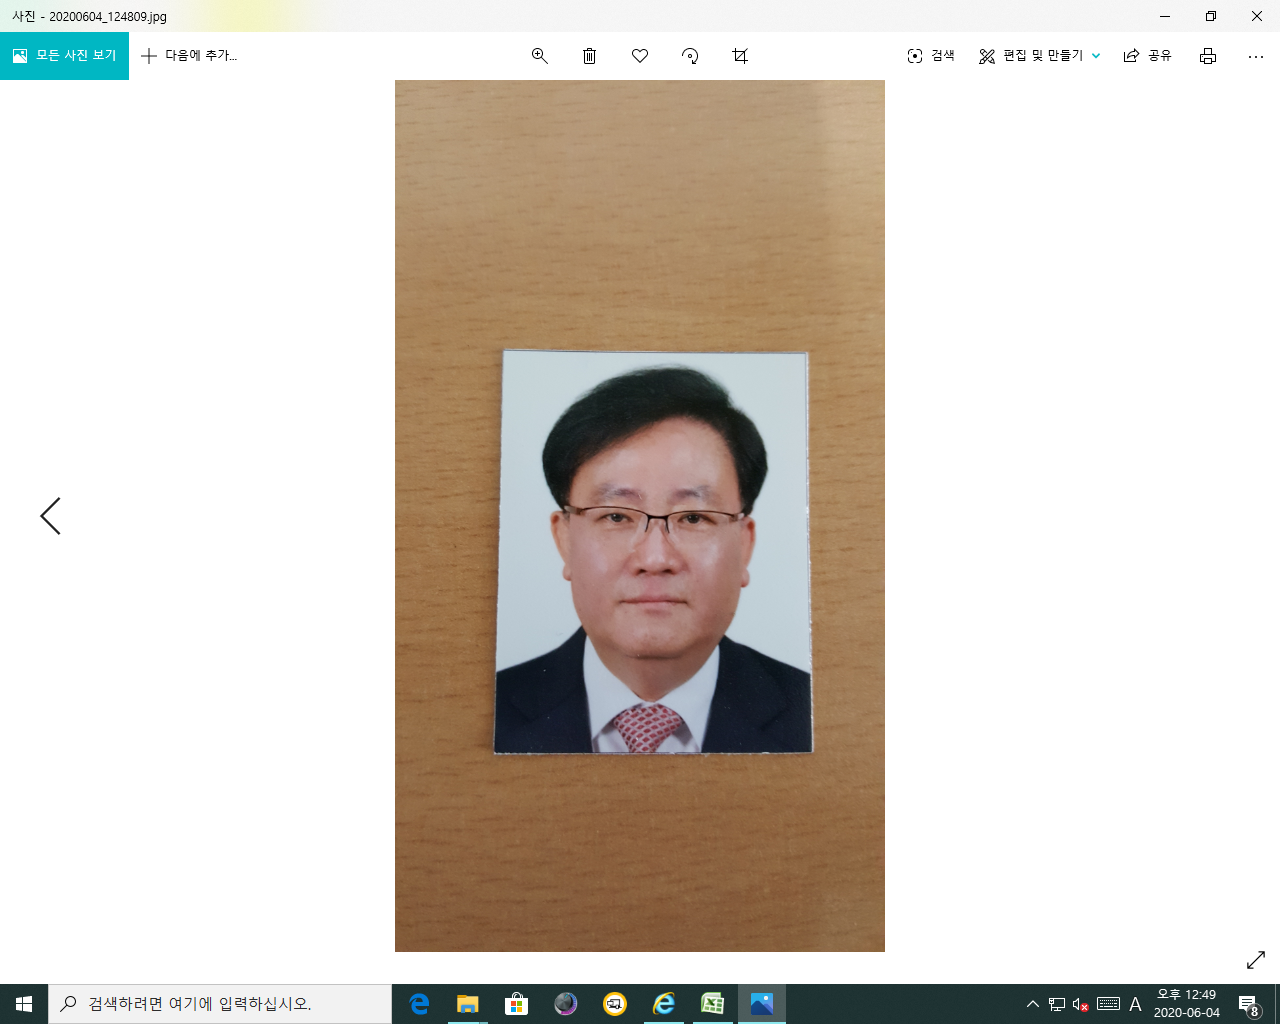 사진 - 20200604_124809.jpg
모든 사진 보기
다음에 추가...
검색
편집 및 만들기
공유
검색하려면 여기에 입력하십시오.
A
오후 12:49
2020-06-04
8